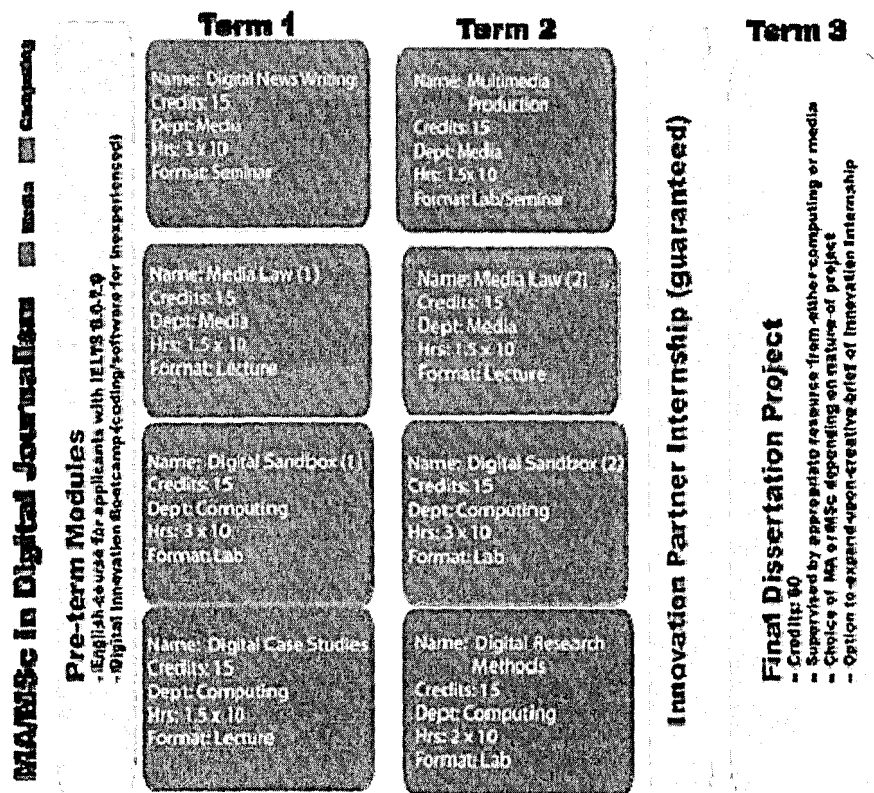 MA/MSc in Digital Journalism
Media
Computing
Pre-term Modules
- English course for applicants with IELTS
- Digital Innovation Bootcamp (coding/software for inexperienced)
Term 1
Name: Digital News Writing
Credits: 15
Dept: Media
Hrs: 3 x 10
Format: Seminar
Name: Media Law (1)
Credits: 15
Dept: Media
Hrs: 1.5 x 10
Format: Lecture
Name: Digital Sandbox (1)
Credits: 15
Dept: Computing
Hrs: 3 x 10
Format: Lab
Name: Digital Case Studies
Credits: 15
Dept: Computing
Hrs: 1.5 x 10
Format: Lecture
Term 2
Name: Multimedia
Production
Credits: 15
Dept: Media
Hrs: 1.5 x 10
Format: Lab/Seminar
Name: Media Law (2)
Credits: 15
Dept: Media
Hrs: 1.5 x 10
Format: Lecture
Name: Digital Sandbox (2)
Credits: 15
Dept: Computing
Hrs: 3 x 10
Format: Lab
Name: Digital Research
Methods
Credits: 15
Dept: Computing
Hrs: 2 x 10
Format: Lab
Innovation Partner Internship (guaranteed)
Term 3
Final Dissertation Project
- Credits: 60
- Supervised by appropriate resource from either computing or media
- Choice of MA or MSc depending on nature of project
- Option to expand upon creative brief of Innovation Internship